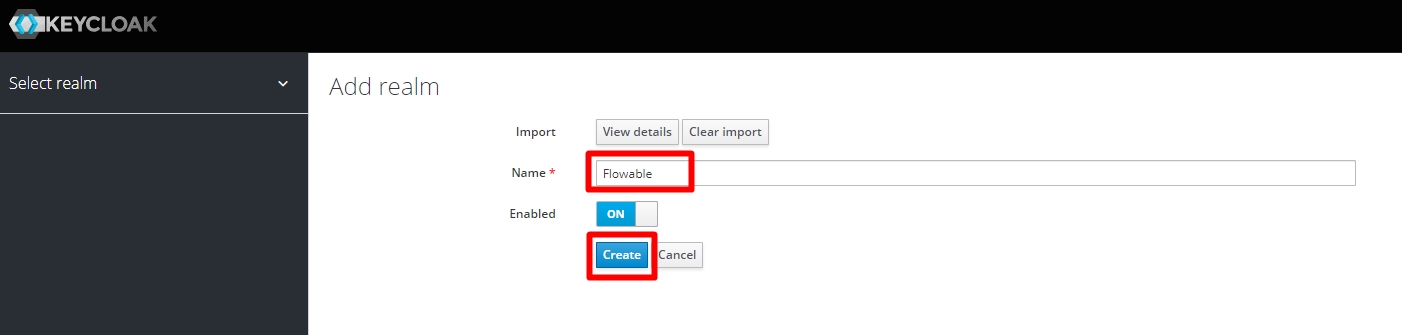 KEYCLOAK
Select realm
Add realm
Import View details Clear import
Name * Flowable
Enabled ON
Create Cancel